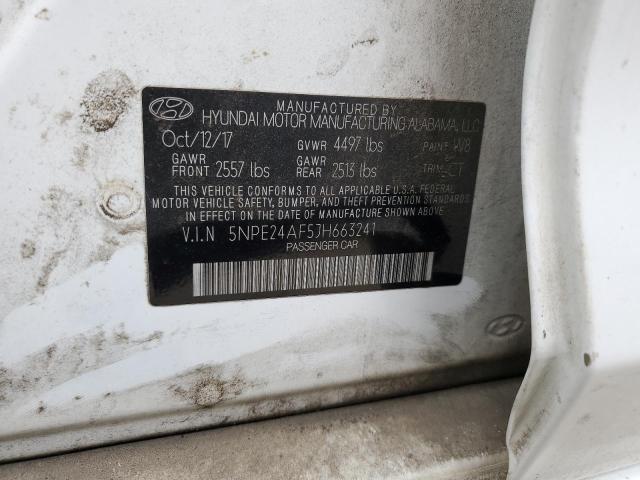 MANUFACTURED BY
HYUNDAI MOTOR MANUFACTURING ALABAMA, LLC
Oct/12/17 GVWR 4497 lbs PAINT W8
GAWR FRONT 2557 lbs GAWR REAR 2513 lbs TRIM CT
THIS VEHICLE CONFORMS TO ALL APPLICABLE U.S.A. FEDERAL
MOTOR VEHICLE SAFETY, BUMPER, AND THEFT PREVENTION STANDARDS
IN EFFECT ON THE DATE OF MANUFACTURE SHOWN ABOVE.
V.I.N 5NPE24AF5JH663241
PASSENGER CAR